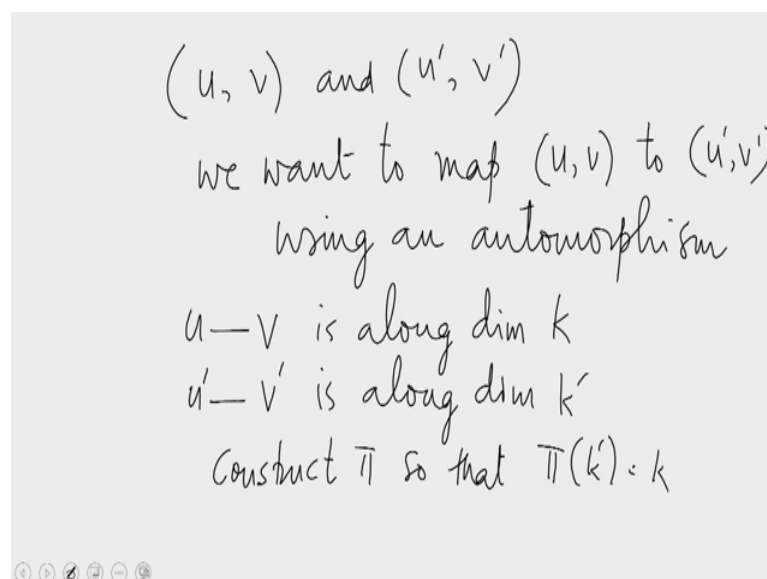 (u, v) and (u', v')
we want to map (u, v) to (u', v')
using an automorphism
u — v is along dim k
u' — v' is along dim k'
Construct π so that π(k') = k